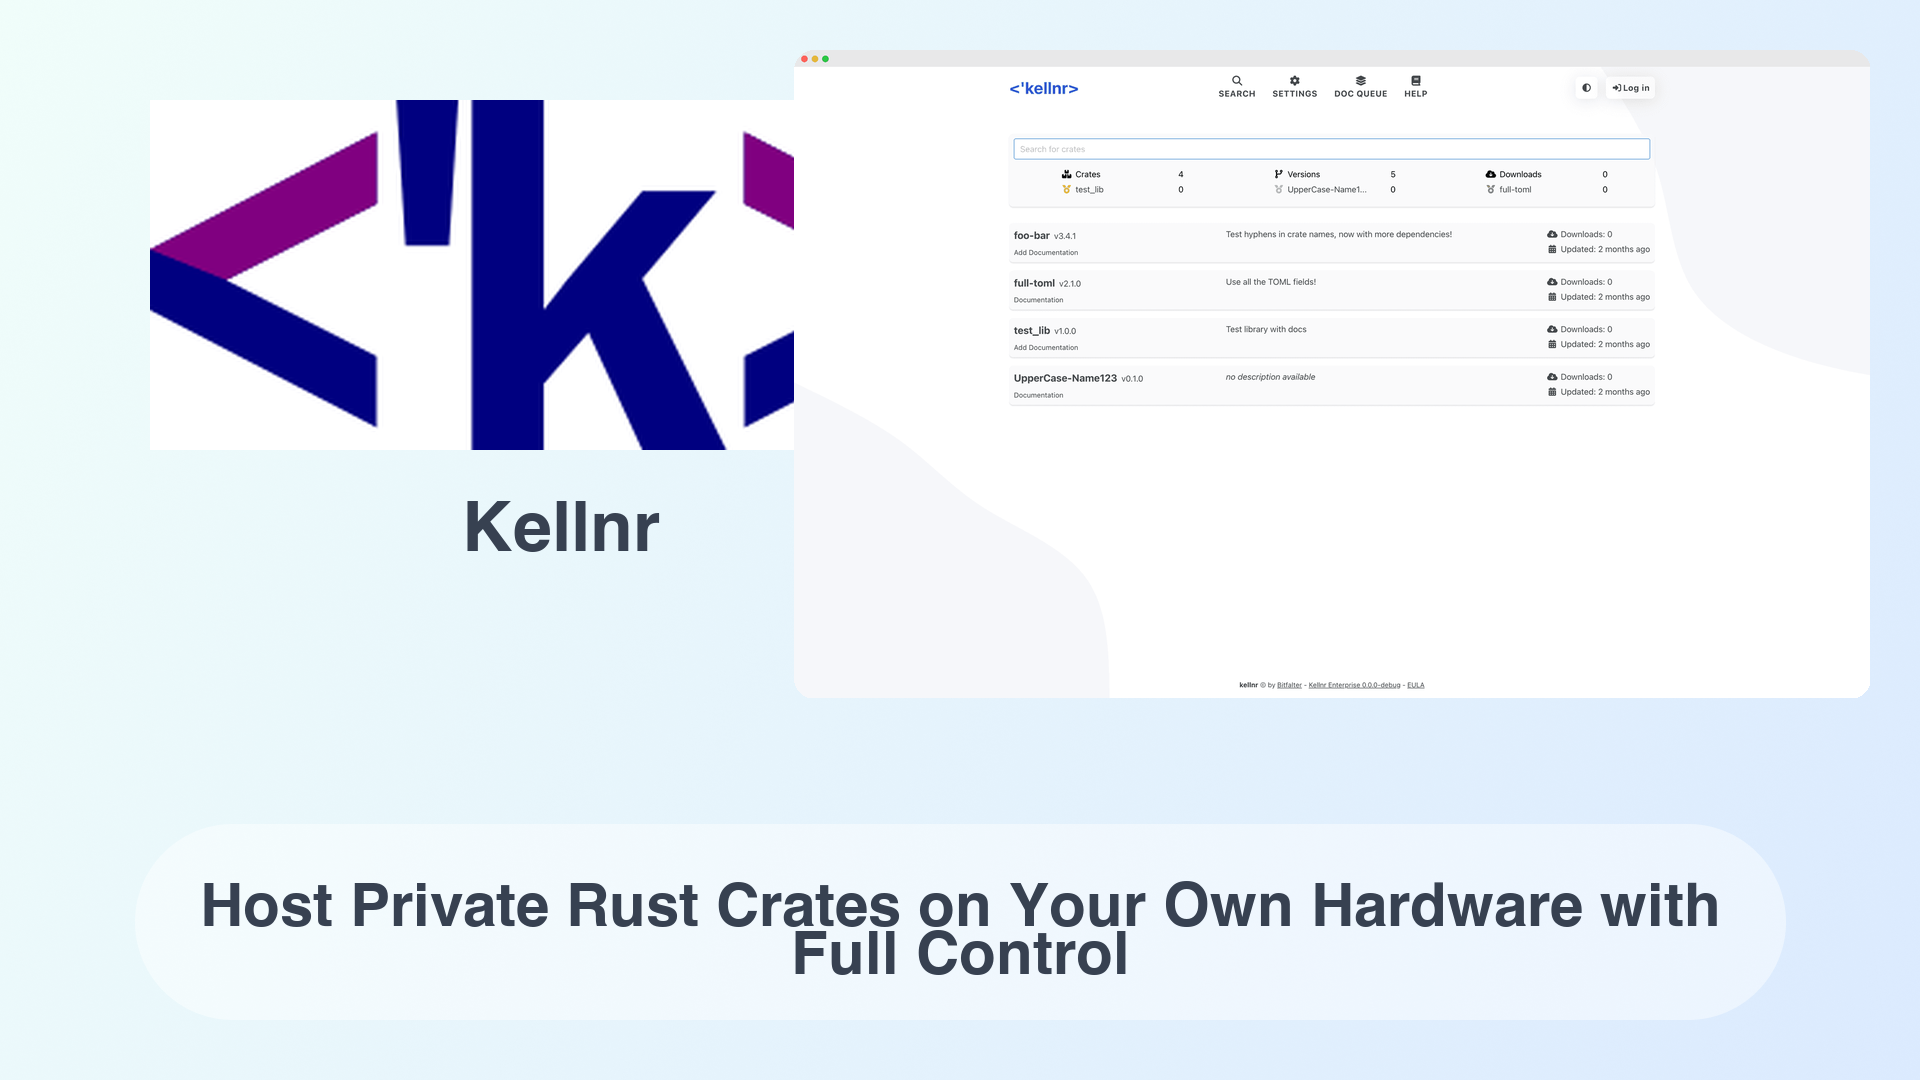 <'k>
Kellnr
<'kellnr>
SEARCH SETTINGS DOC QUEUE HELP
Log in
Search for crates
Crates 4 Versions 5 Downloads 0
test_lib 0 UpperCase-Name1... 0 full-toml 0
foo-bar v3.4.1 Test hyphens in crate names, now with more dependencies! Downloads: 0
Add Documentation Updated: 2 months ago
full-toml v2.1.0 Use all the TOML fields! Downloads: 0
Documentation Updated: 2 months ago
test_lib v1.0.0 Test library with docs Downloads: 0
Add Documentation Updated: 2 months ago
UpperCase-Name123 v0.1.0 no description available Downloads: 0
Documentation Updated: 2 months ago
kellnr © by Bitfalter - Kellnr Enterprise 0.0.0-debug - EULA
Host Private Rust Crates on Your Own Hardware with
Full Control